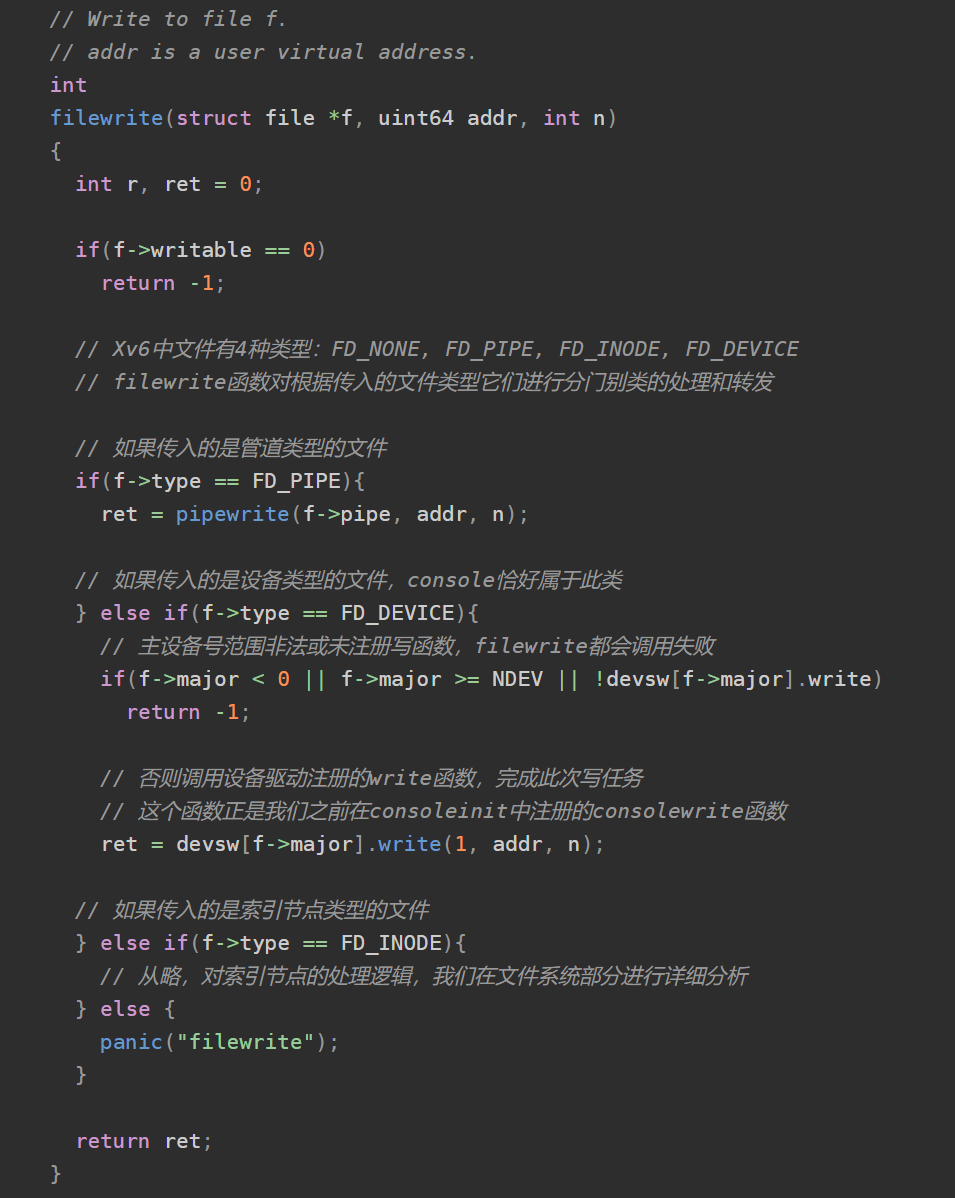 // Write to file f.
// addr is a user virtual address.
int
filewrite(struct file *f, uint64 addr, int n)
{
  int r, ret = 0;

  if(f->writable == 0)
    return -1;

  // Xv6中文件有4种类型：FD_NONE, FD_PIPE, FD_INODE, FD_DEVICE
  // filewrite函数对根据传入的文件类型它们进行分门别类的处理和转发

  // 如果传入的是管道类型的文件
  if(f->type == FD_PIPE){
    ret = pipewrite(f->pipe, addr, n);

  // 如果传入的是设备类型的文件，console恰好属于此类
  } else if(f->type == FD_DEVICE){
    // 主设备号范围非法或未注册写函数，filewrite都会调用失败
    if(f->major < 0 || f->major >= NDEV || !devsw[f->major].write)
      return -1;

    // 否则调用设备驱动注册的write函数，完成此次写任务
    // 这个函数正是我们之前在consoleinit中注册的consolewrite函数
    ret = devsw[f->major].write(1, addr, n);

  // 如果传入的是索引节点类型的文件
  } else if(f->type == FD_INODE){
    // 从略，对索引节点的处理逻辑，我们在文件系统部分进行详细分析
  } else {
    panic("filewrite");
  }

  return ret;
}